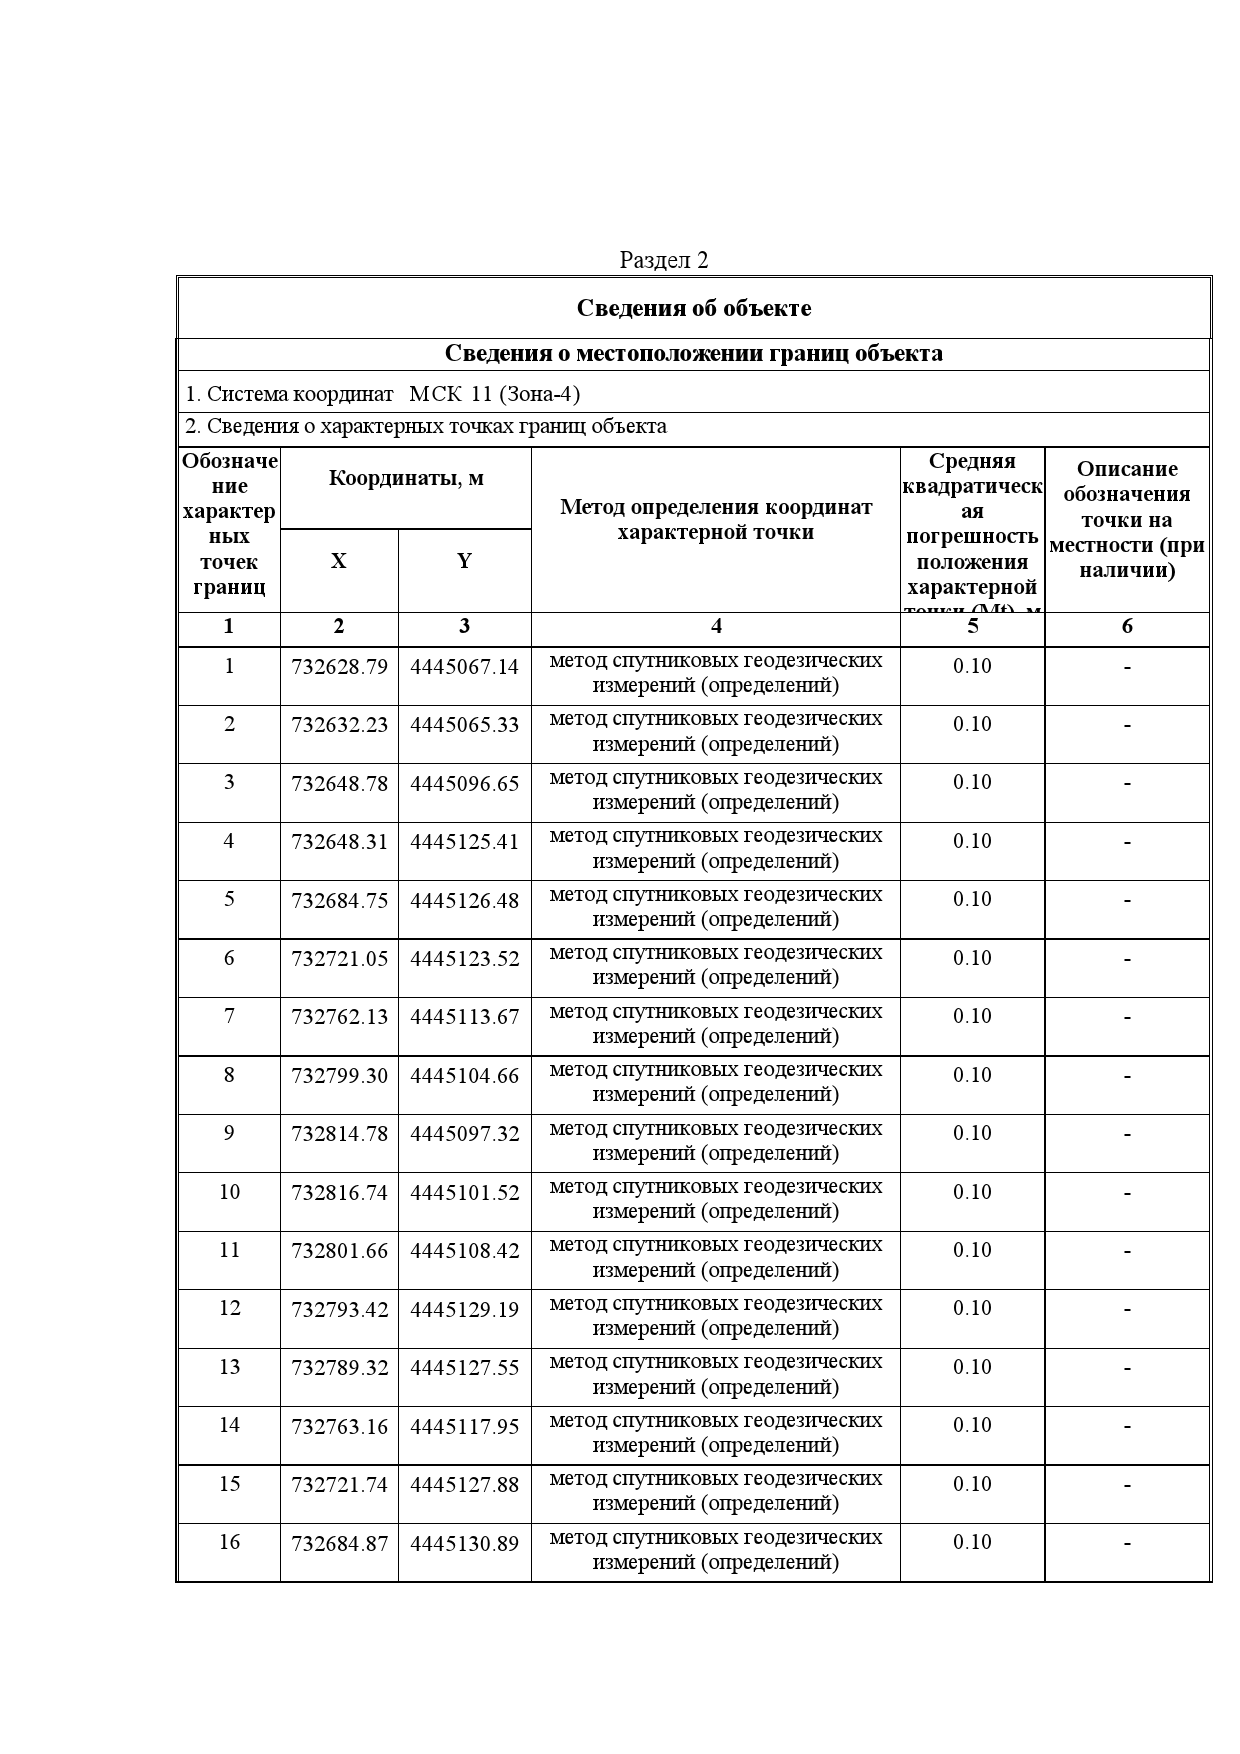 Раздел 2
Сведения об объекте
Сведения о местоположении границ объекта
1. Система координат МСК 11 (Зона-4)
2. Сведения о характерных точках границ объекта
Обозначе
ние
характер
ных
точек
границ
Координаты, м
X
Y
Метод определения координат
характерной точки
Средняя
квадратическ
ая
погрешность
положения
характерной
точки (Mt), м
Описание
обозначения
точки на
местности (при
наличии)
1 2 3 4 5 6
1 732628.79 4445067.14 метод спутниковых геодезических 0.10 -
измерений (определений)
2 732632.23 4445065.33 метод спутниковых геодезических 0.10 -
измерений (определений)
3 732648.78 4445096.65 метод спутниковых геодезических 0.10 -
измерений (определений)
4 732648.31 4445125.41 метод спутниковых геодезических 0.10 -
измерений (определений)
5 732684.75 4445126.48 метод спутниковых геодезических 0.10 -
измерений (определений)
6 732721.05 4445123.52 метод спутниковых геодезических 0.10 -
измерений (определений)
7 732762.13 4445113.67 метод спутниковых геодезических 0.10 -
измерений (определений)
8 732799.30 4445104.66 метод спутниковых геодезических 0.10 -
измерений (определений)
9 732814.78 4445097.32 метод спутниковых геодезических 0.10 -
измерений (определений)
10 732816.74 4445101.52 метод спутниковых геодезических 0.10 -
измерений (определений)
11 732801.66 4445108.42 метод спутниковых геодезических 0.10 -
измерений (определений)
12 732793.42 4445129.19 метод спутниковых геодезических 0.10 -
измерений (определений)
13 732789.32 4445127.55 метод спутниковых геодезических 0.10 -
измерений (определений)
14 732763.16 4445117.95 метод спутниковых геодезических 0.10 -
измерений (определений)
15 732721.74 4445127.88 метод спутниковых геодезических 0.10 -
измерений (определений)
16 732684.87 4445130.89 метод спутниковых геодезических 0.10 -
измерений (определений)